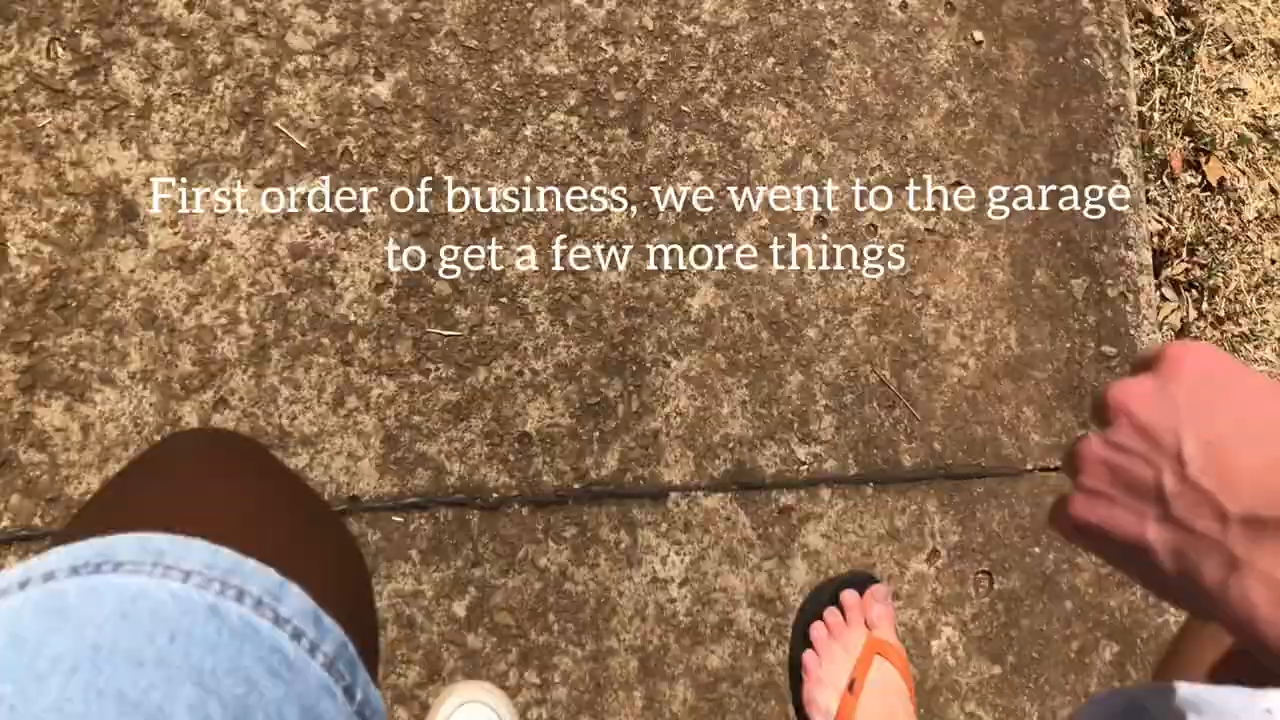 First order of business, we went to the garage
to get a few more things